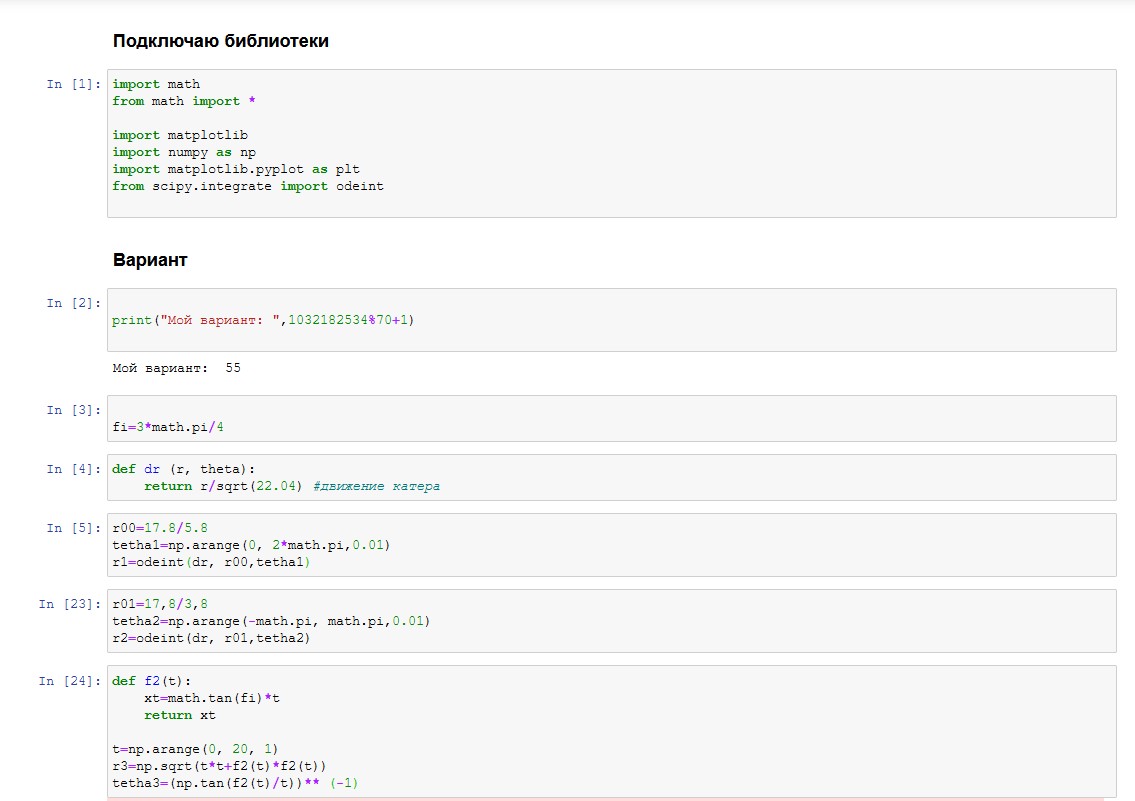 Подключаю библиотеки
In [1]: import math
from math import *
import matplotlib
import numpy as np
import matplotlib.pyplot as plt
from scipy.integrate import odeint
Вариант
In [2]:
print("Мой вариант: ",1032182534%70+1)
Мой вариант:  55
In [3]:
fi=3*math.pi/4
In [4]: def dr (r, theta):
    return r/sqrt(22.04) #движение катера
In [5]: r00=17.8/5.8
tetha1=np.arange(0, 2*math.pi,0.01)
r1=odeint(dr, r00,tetha1)
In [23]: r01=17,8/3,8
tetha2=np.arange(-math.pi, math.pi,0.01)
r2=odeint(dr, r01,tetha2)
In [24]: def f2(t):
    xt=math.tan(fi)*t
    return xt
t=np.arange(0, 20, 1)
r3=np.sqrt(t*t+f2(t)*f2(t))
tetha3=(np.tan(f2(t)/t))** (-1)